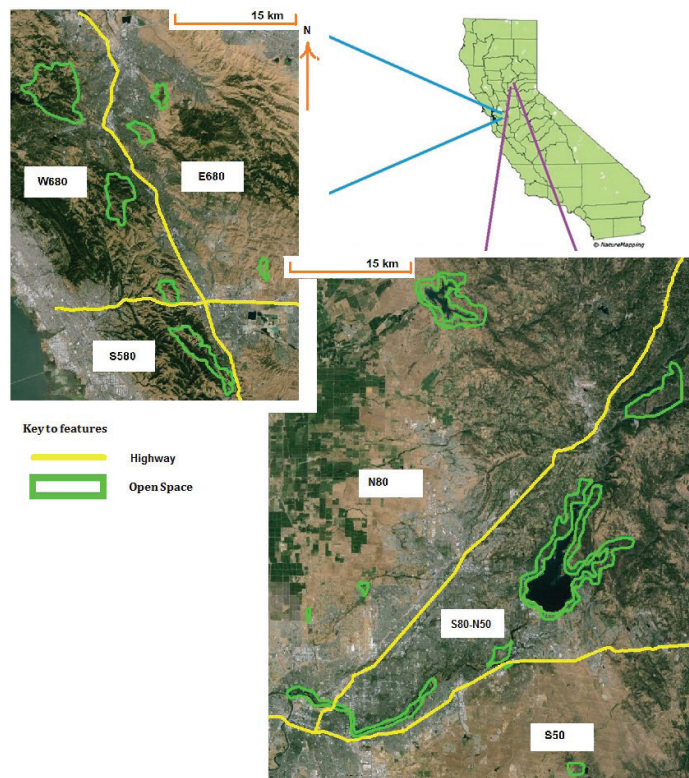 15 km
N
W680
E680
S580
© NatureMapping
15 km
Key to features
Highway
Open Space
N80
S80-N50
S50